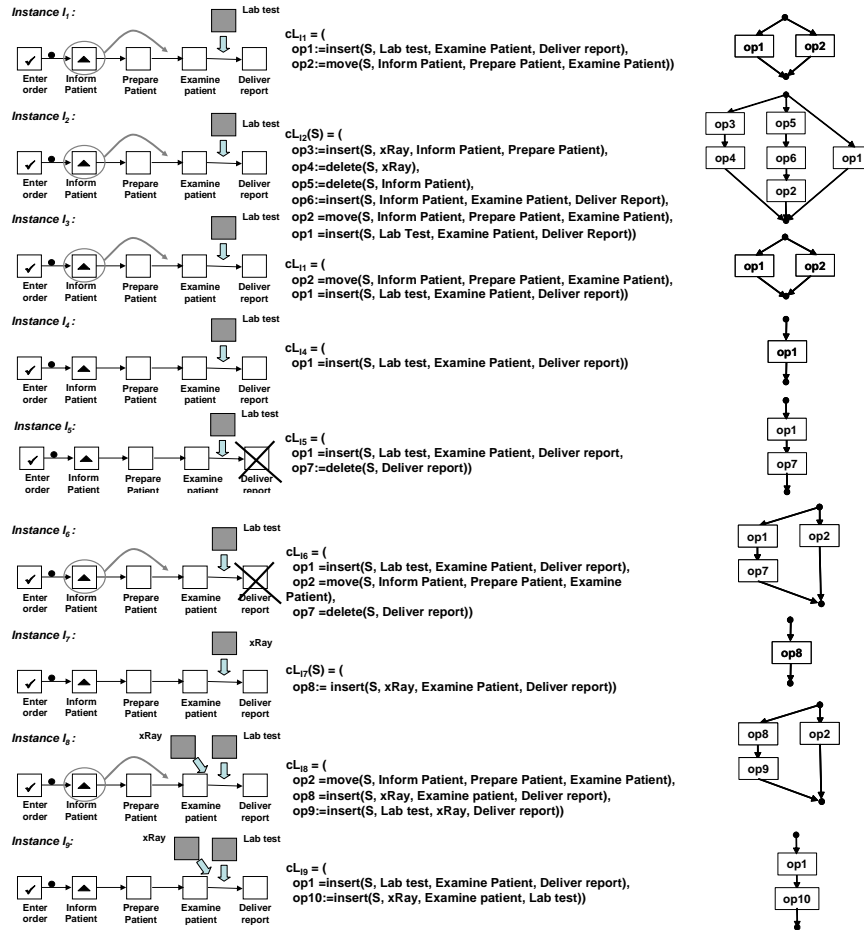 Instance I1 :
Lab test
Enter order
Inform Patient
Prepare Patient
Examine patient
Deliver report
cLI1 = (
op1:=insert(S, Lab test, Examine Patient, Deliver report),
op2:=move(S, Inform Patient, Prepare Patient, Examine Patient))
op1 op2
Instance I2 :
Lab test
Enter order
Inform Patient
Prepare Patient
Examine patient
Deliver report
cLI2(S) = (
op3:=insert(S, xRay, Inform Patient, Prepare Patient),
op4:=delete(S, xRay),
op5:=delete(S, Inform Patient),
op6:=insert(S, Inform Patient, Examine Patient, Deliver Report),
op2 =move(S, Inform Patient, Prepare Patient, Examine Patient),
op1 =insert(S, Lab Test, Examine Patient, Deliver Report))
op3 op5
op4 op6 op1
op2
Instance I3 :
Lab test
Enter order
Inform Patient
Prepare Patient
Examine patient
Deliver report
cLI1 = (
op2 =move(S, Inform Patient, Prepare Patient, Examine Patient),
op1 =insert(S, Lab test, Examine Patient, Deliver report))
op1 op2
Instance I4 :
Lab test
Enter order
Inform Patient
Prepare Patient
Examine patient
Deliver report
cLI4 = (
op1 =insert(S, Lab test, Examine Patient, Deliver report))
op1
Instance I5 :
Lab test
Enter order
Inform Patient
Prepare Patient
Examine patient
Deliver report
cLI5 = (
op1 =insert(S, Lab test, Examine Patient, Deliver report,
op7:=delete(S, Deliver report))
op1
op7
Instance I6 :
Lab test
Enter order
Inform Patient
Prepare Patient
Examine patient
Deliver report
cLI6 = (
op1 =insert(S, Lab test, Examine Patient, Deliver report),
op2 =move(S, Inform Patient, Prepare Patient, Examine
Patient),
op7 =delete(S, Deliver report))
op1 op2
op7
Instance I7 :
xRay
Enter order
Inform Patient
Prepare Patient
Examine patient
Deliver report
cLI7(S) = (
op8:= insert(S, xRay, Examine Patient, Deliver report))
op8
Instance I8 :
xRay
Lab test
Enter order
Inform Patient
Prepare Patient
Examine patient
Deliver report
cLI8 = (
op2 =move(S, Inform Patient, Prepare Patient, Examine Patient),
op8 =insert(S, xRay, Examine patient, Deliver report),
op9:=insert(S, Lab test, xRay, Deliver report))
op8 op2
op9
Instance I9:
xRay
Lab test
Enter order
Inform Patient
Prepare Patient
Examine patient
Deliver report
cLI9 = (
op1 =insert(S, Lab test, Examine Patient, Deliver report),
op10:=insert(S, xRay, Examine patient, Lab test))
op1
op10